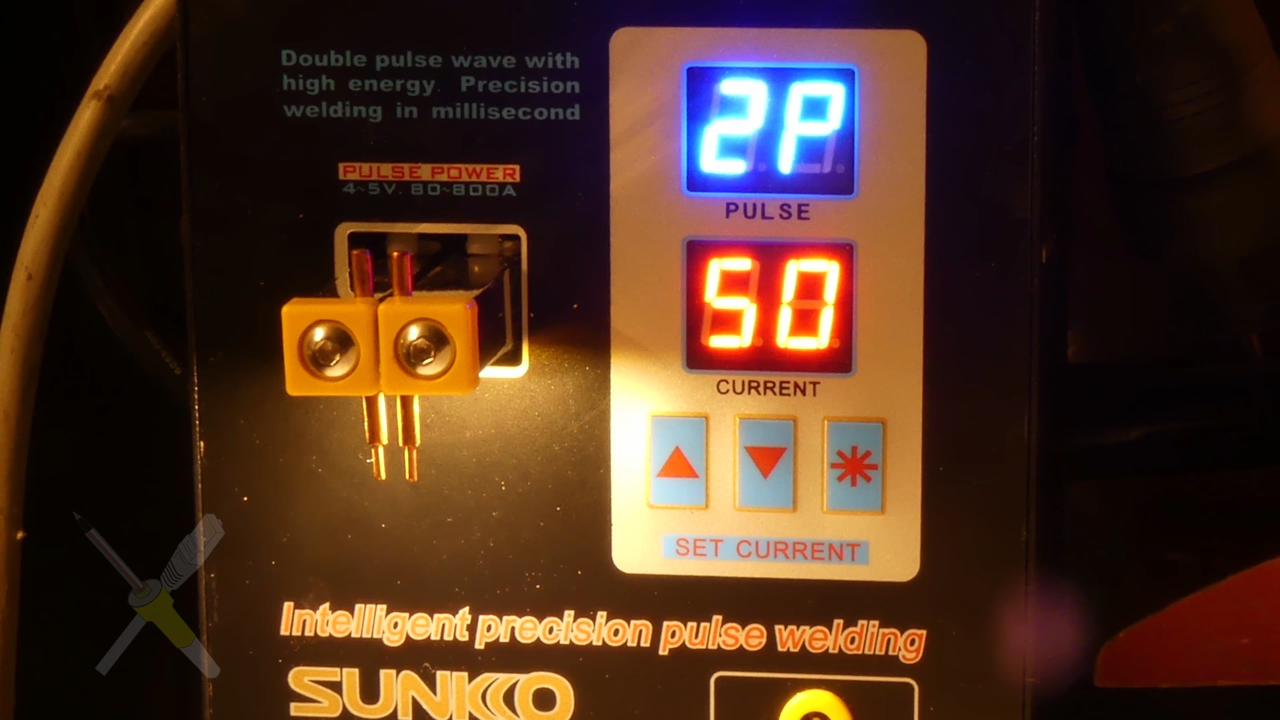 Double pulse wave with
high energy. Precision
welding in millisecond
PULSE POWER
4~5V. 80~800A
2P
PULSE
50
CURRENT
SET CURRENT
Intelligent precision pulse welding
SUNKKO